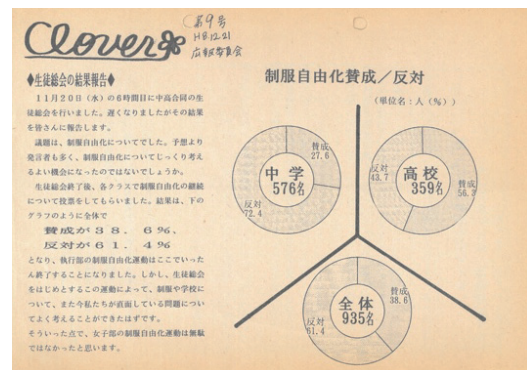 Clover
第9号
H8.12.21
広報委員会
◆生徒総会の結果報告◆
11月20日(水)の6時間目に中高合同の生
徒総会を行いました。遅くなりましたがその結果
を皆さんに報告します。
議題は、制服自由化についてでした。予想より
発言者も多く、制服自由化についてじっくり考え
るよい機会になったのではないでしょうか。
生徒総会終了後、各クラスで制服自由化の継続
について投票をしてもらいました。結果は、下の
グラフのように全体で
賛成が38.6%、
反対が61.4%
となり、執行部の制服自由化運動はここでいった
ん終了することになりました。しかし、生徒総会
をはじめとするこの運動によって、制服や学校に
ついて、また今私たちが直面している問題につい
てよく考えることができたはずです。
そういった点で、女子部の制服自由化運動は無駄
ではなかったと思います。
制服自由化賛成/反対
(単位名:人(%))
賛成
27.6
中学
576名
反対
72.4
反対
43.7
高校
359名
賛成
56.3
賛成
38.6
全体
935名
反対
61.4